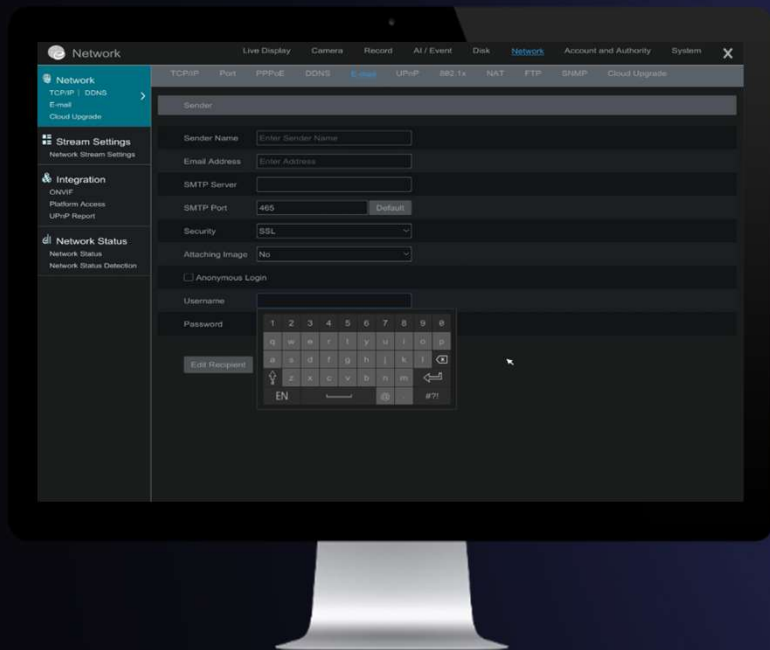 Network
Live Display Camera Record AI / Event Disk Network Account and Authority System X
Network
TCP/IP | DDNS
E-mail
Cloud Upgrade
Stream Settings
Network Stream Settings
Integration
ONVIF
Platform Access
UPnP Report
Network Status
Network Status
Network Status Detection
TCP/IP Port PPPoE DDNS E-mail UPnP 802.1x NAT FTP SNMP Cloud Upgrade
Sender
Sender Name Enter Sender Name
Email Address Enter Address
SMTP Server
SMTP Port 465 Default
Security SSL
Attaching Image No
Anonymous Login
Username
Password
1 2 3 4 5 6 7 8 9 0
q w e r t y u i o p
a s d f g h j k l
z x c v b n m
EN @ . #?!
Edit Recipient